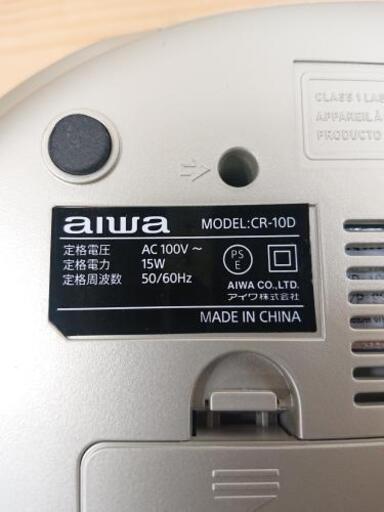 CLASS 1 LAS
APPAREIL À
PRODUCTO
aiwa MODEL:CR-10D
定格電圧 AC 100V～
定格電力 15W
定格周波数 50/60Hz
PS
E
AIWA CO.,LTD.
アイワ株式会社
MADE IN CHINA